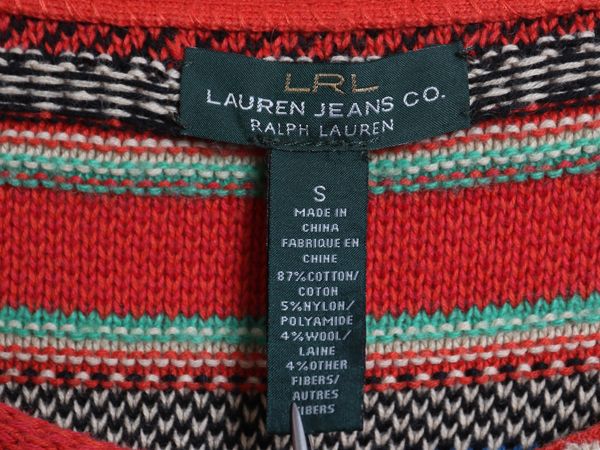 LRL
LAUREN JEANS CO.
RALPH LAUREN
S
MADE IN
CHINA
FABRIQUE EN
CHINE
87%COTTON/
COTON
5%NYLON/
POLYAMIDE
4%WOOL/
LAINE
4%OTHER
FIBERS/
AUTRES
FIBERS